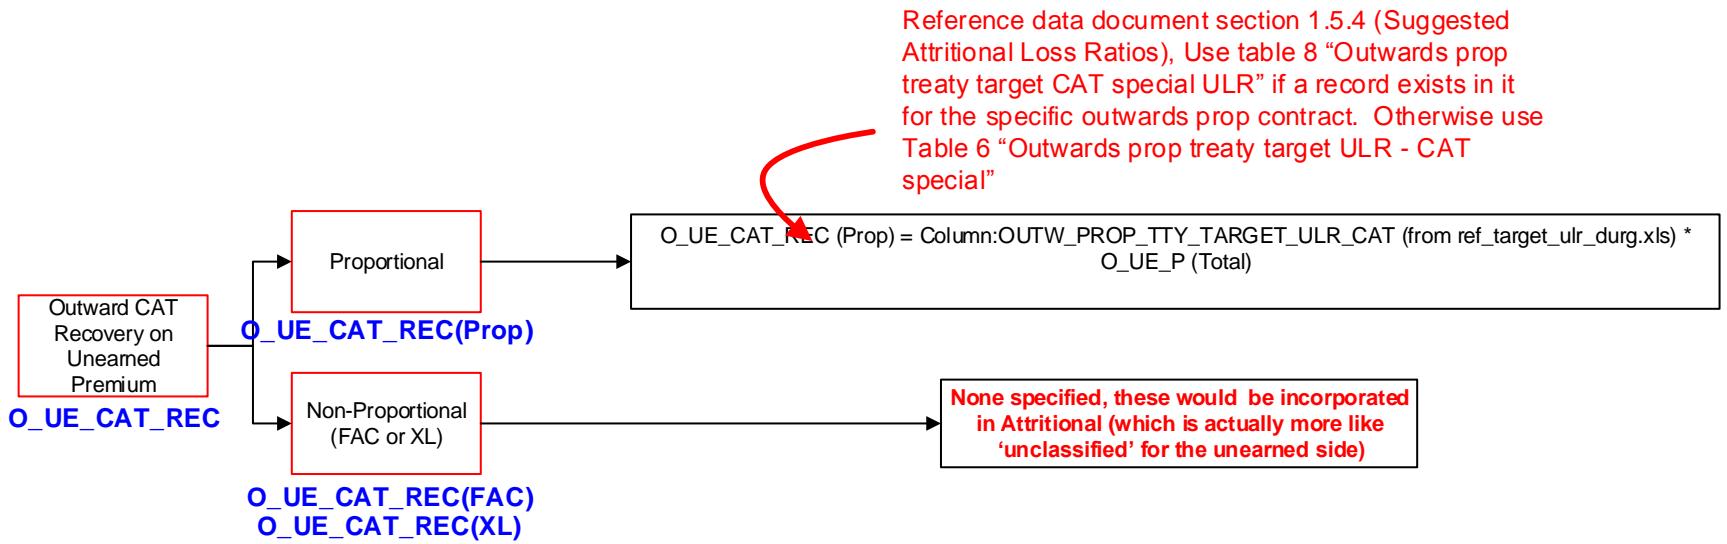 Reference data document section 1.5.4 (Suggested
Attritional Loss Ratios), Use table 8 “Outwards prop
treaty target CAT special ULR” if a record exists in it
for the specific outwards prop contract.  Otherwise use
Table 6 “Outwards prop treaty target ULR - CAT
special”
Proportional
O_UE_CAT_REC(Prop)
O_UE_CAT_REC (Prop) = Column:OUTW_PROP_TTY_TARGET_ULR_CAT (from ref_target_ulr_durg.xls) *
O_UE_P (Total)
Outward CAT
Recovery on
Unearned
Premium
O_UE_CAT_REC
Non-Proportional
(FAC or XL)
O_UE_CAT_REC(FAC)
O_UE_CAT_REC(XL)
None specified, these would  be incorporated
in Attritional (which is actually more like
‘unclassified’ for the unearned side)